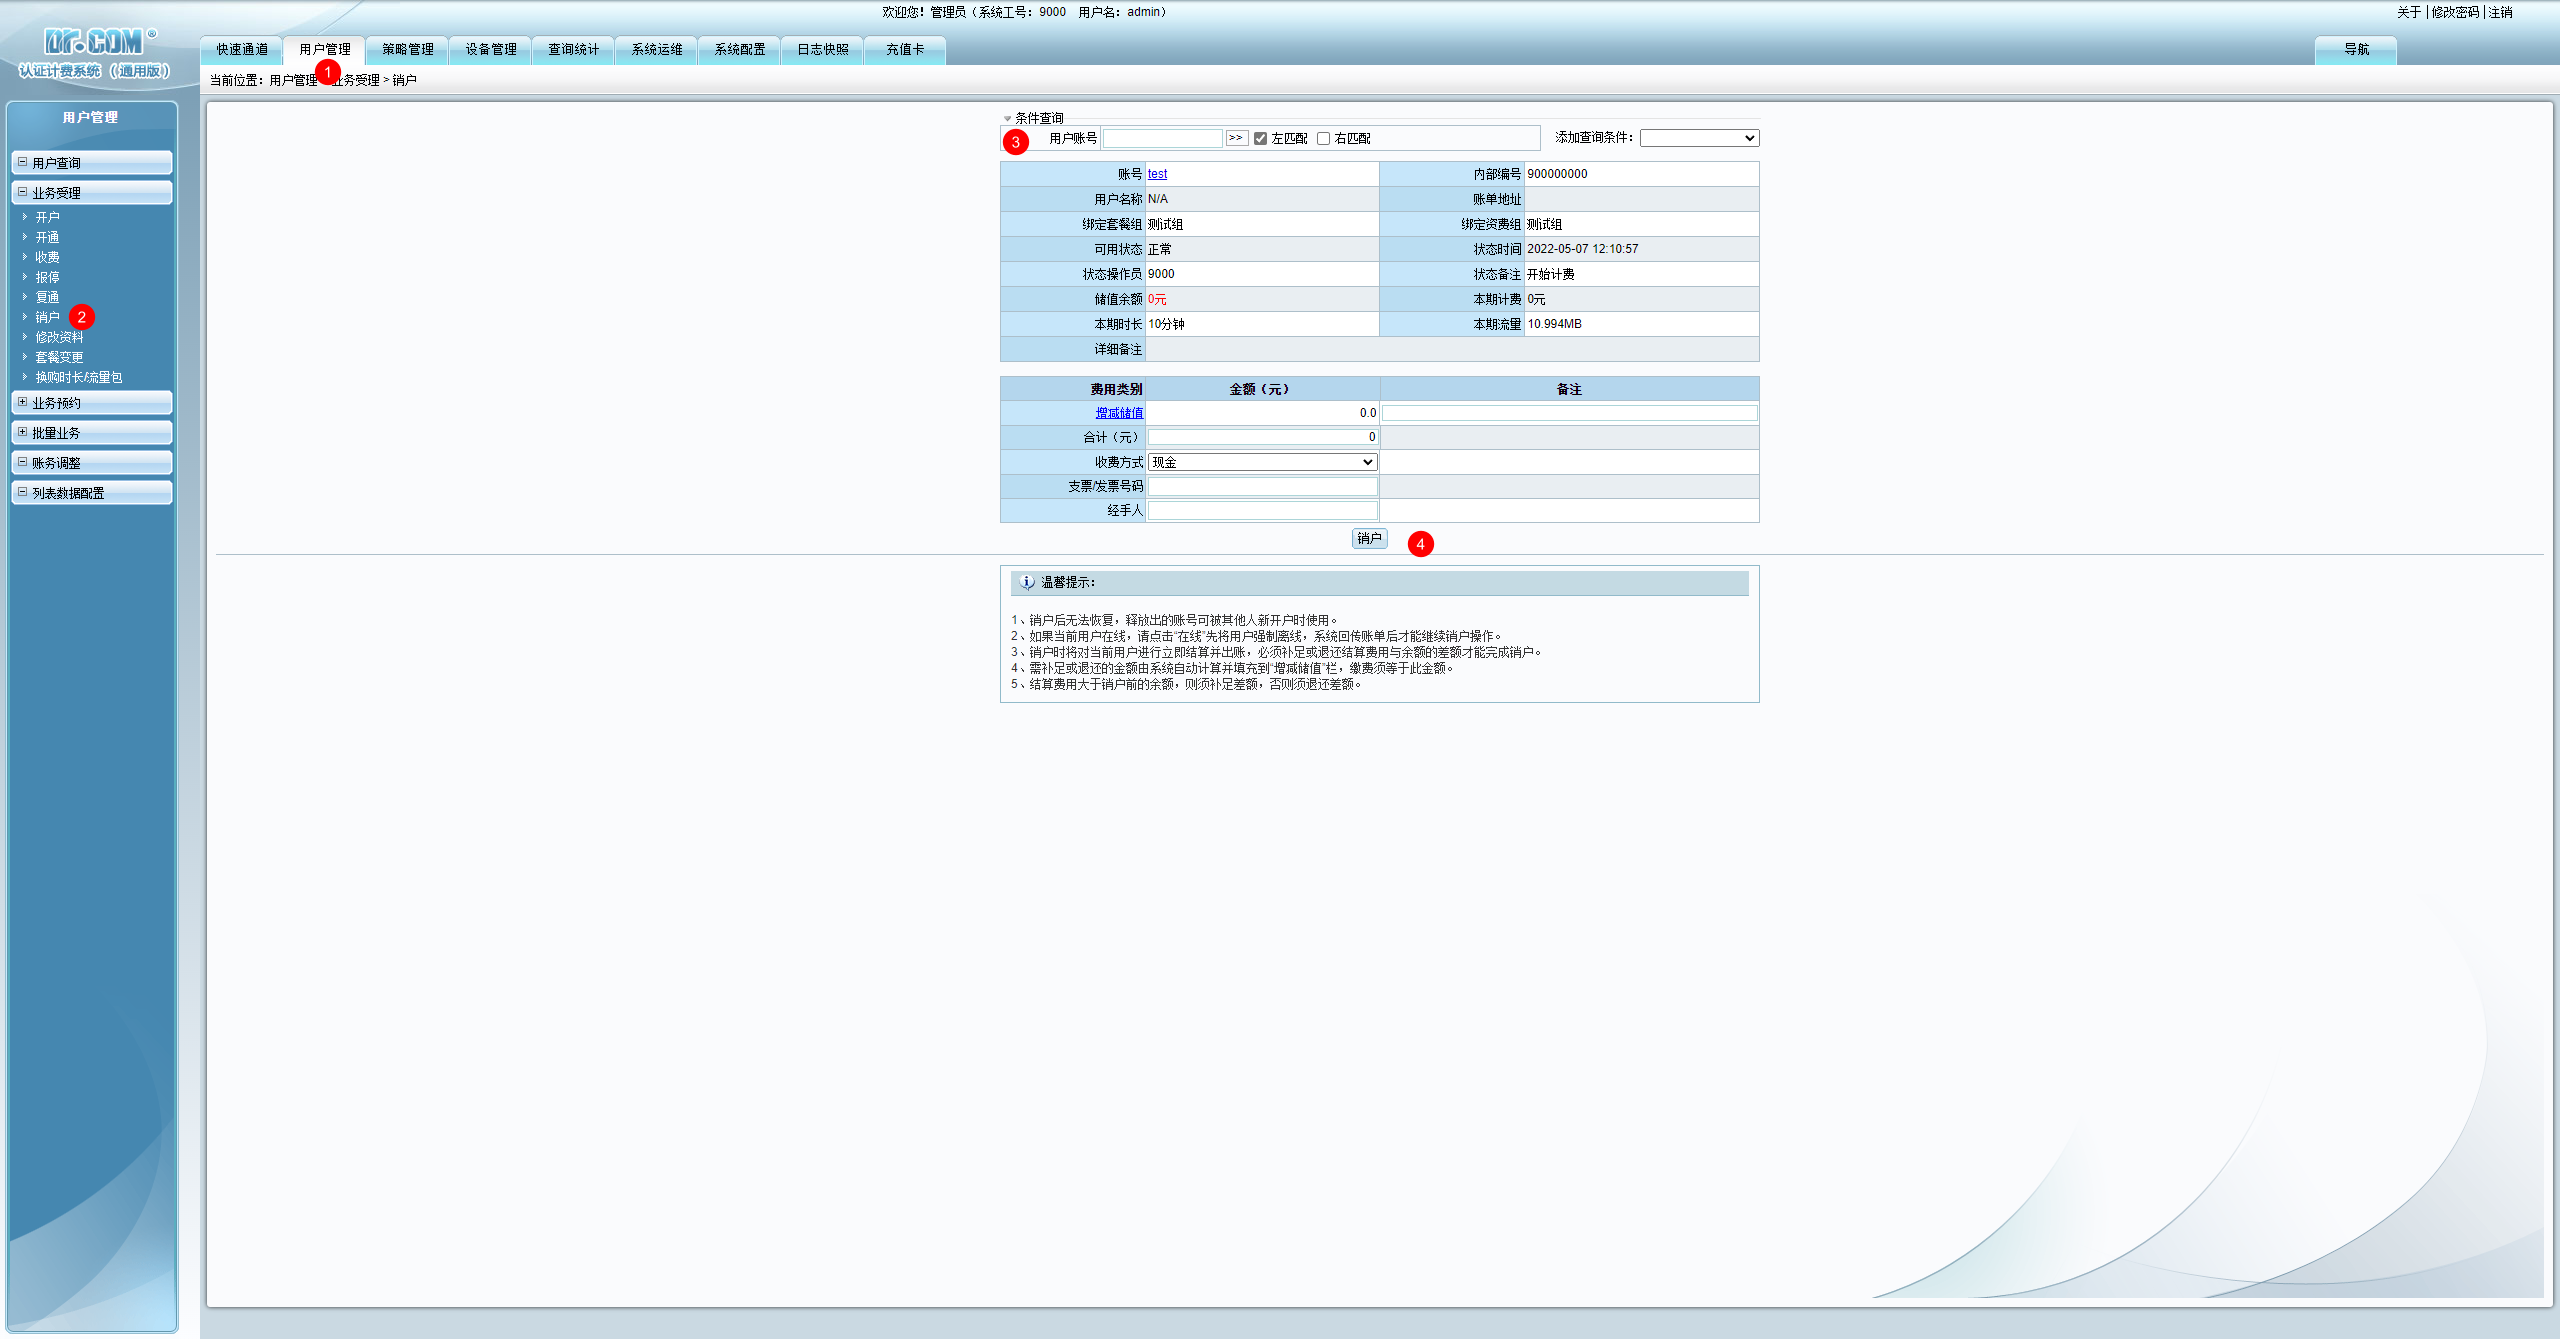 欢迎您！管理员（系统工号：9000 用户名：admin）
关于 | 修改密码 | 注销
Dr.COM®
认证计费系统（通用版）
快速通道 用户管理 策略管理 设备管理 查询统计 系统运维 系统配置 日志快照 充值卡 导航
1
当前位置：用户管理 业务受理 > 销户
用户管理
用户查询
业务受理
开户
开通
收费
报停
复通
销户 2
修改资料
套餐变更
换购时长/流量包
业务预约
批量业务
账务调整
列表数据配置
条件查询
3 用户账号 >> 左匹配 右匹配 添加查询条件：
账号 test 内部编号 900000000
用户名称 N/A 账单地址
绑定套餐组 测试组 绑定资费组 测试组
可用状态 正常 状态时间 2022-05-07 12:10:57
状态操作员 9000 状态备注 开始计费
储值余额 0元 本期计费 0元
本期时长 10分钟 本期流量 10.994MB
详细备注
费用类别 金额（元） 备注
增减储值 0.0
合计（元） 0
收费方式 现金
支票/发票号码
经手人
销户 4
温馨提示：
1、销户后无法恢复，释放出的账号可被其他人新开户时使用。
2、如果当前用户在线，请点击“在线”先将用户强制离线，系统回传账单后才能继续销户操作。
3、销户时将对当前用户进行立即结算并出账，必须补足或退还结算费用与余额的差额才能完成销户。
4、需补足或退还的金额由系统自动计算并填充到“增减储值”栏，缴费须等于此金额。
5、结算费用大于销户前的余额，则须补足差额，否则须退还差额。